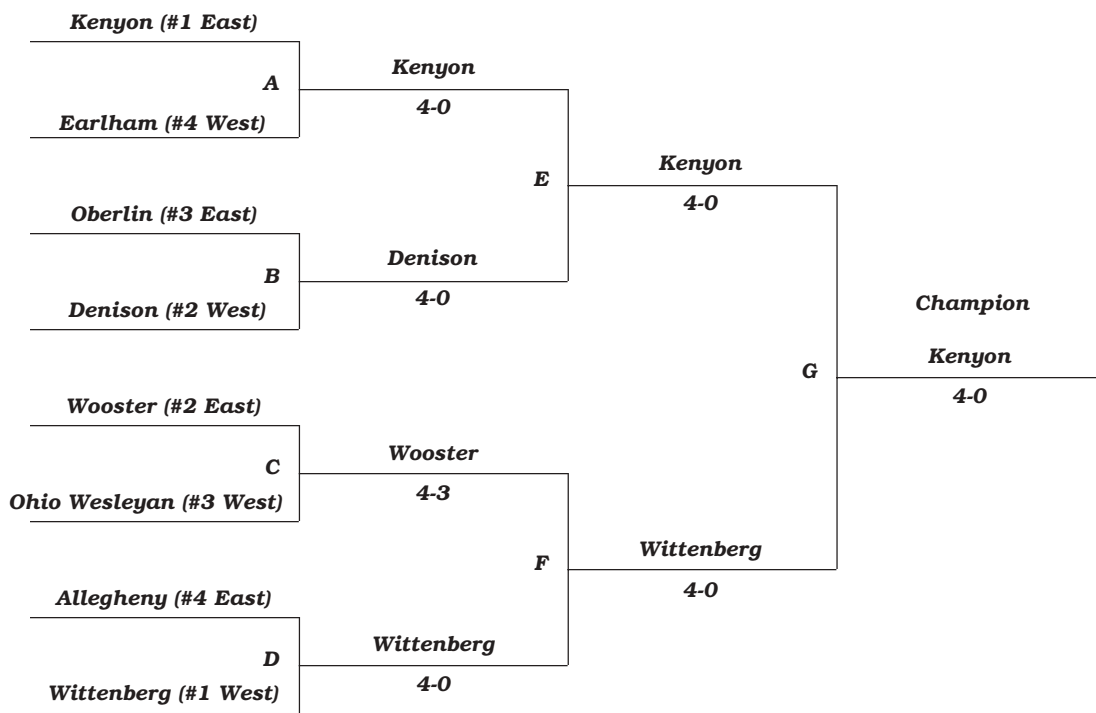 Kenyon (#1 East)
A
Earlham (#4 West)
Kenyon
4-0
Oberlin (#3 East)
B
Denison (#2 West)
Denison
4-0
E
Kenyon
4-0
Wooster (#2 East)
C
Ohio Wesleyan (#3 West)
Wooster
4-3
Allegheny (#4 East)
D
Wittenberg (#1 West)
Wittenberg
4-0
F
Wittenberg
4-0
G
Champion
Kenyon
4-0